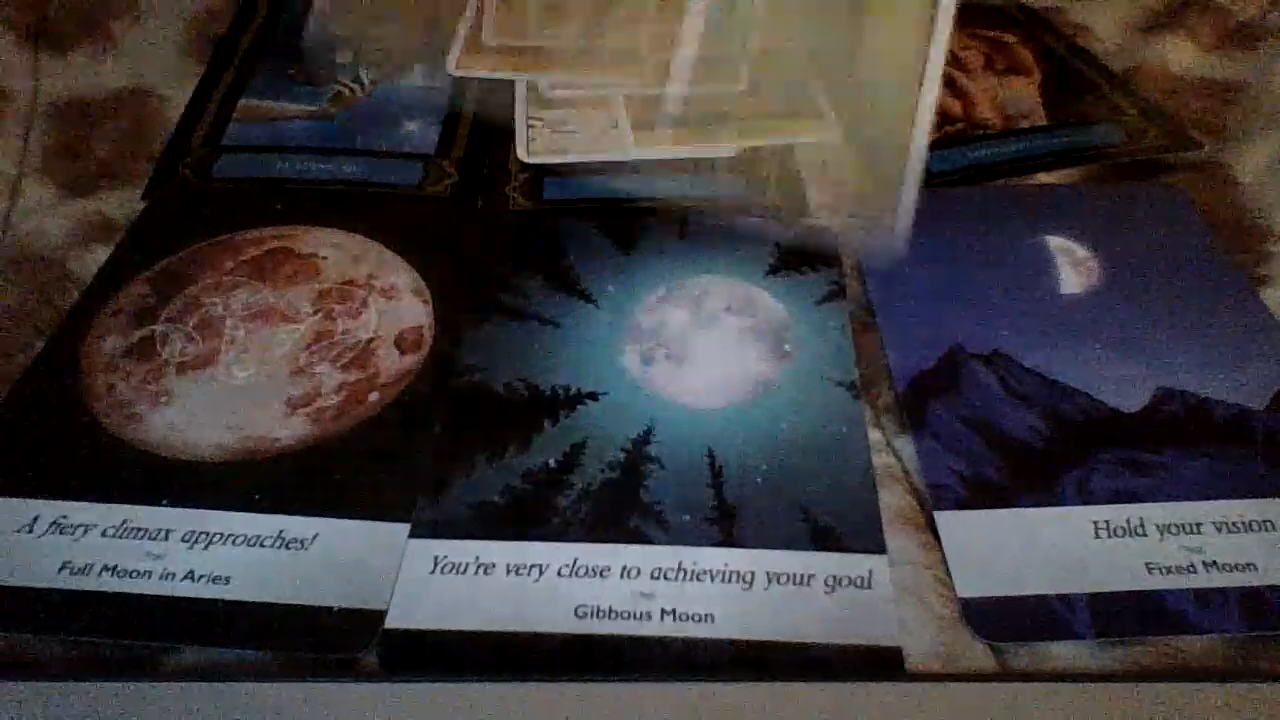 A fiery climax approaches!
Full Moon in Aries
You're very close to achieving your goal
Gibbous Moon
Hold your vision
Fixed Moon